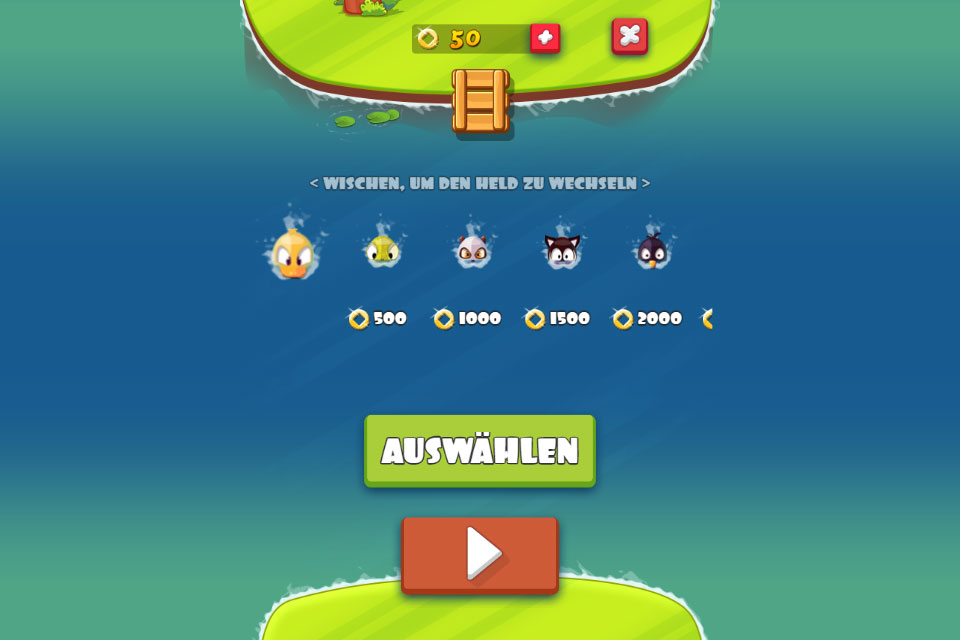 50
< WISCHEN, UM DEN HELD ZU WECHSELN >
500 1000 1500 2000
AUSWÄHLEN